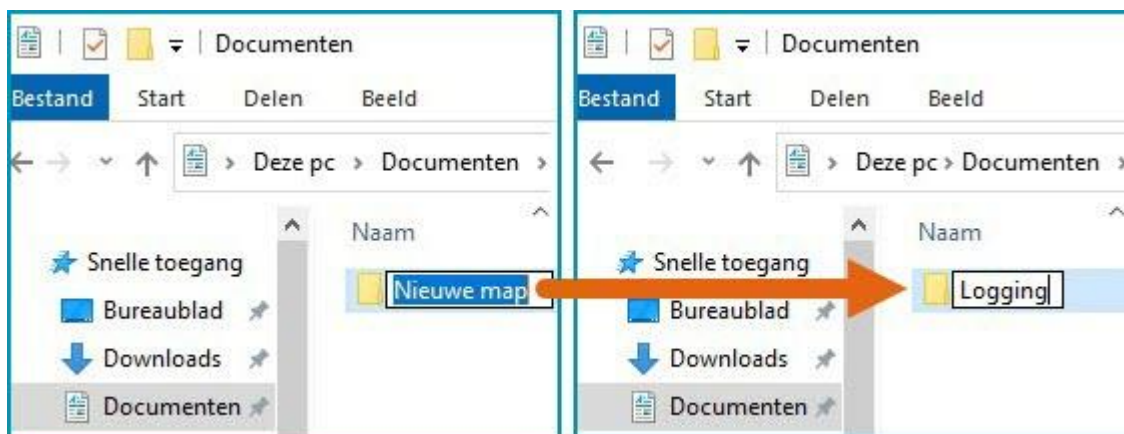 Documenten
Bestand Start Delen Beeld
Deze pc > Documenten >
Naam
Snelle toegang
Nieuwe map
Bureaublad
Downloads
Documenten
Documenten
Bestand Start Delen Beeld
Deze pc > Documenten >
Naam
Snelle toegang
Logging
Bureaublad
Downloads
Documenten